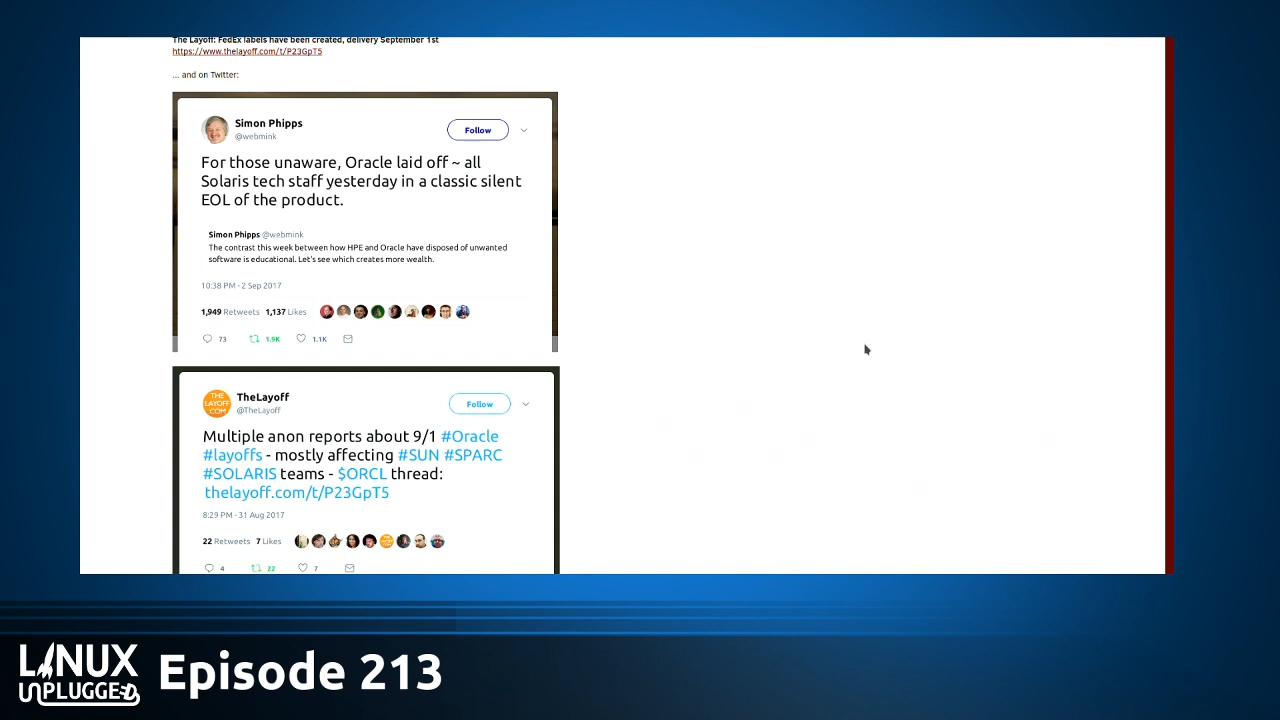 The Layoff: FedEx labels have been created, delivery September 1st
https://www.thelayoff.com/t/P23GpT5
... and on Twitter:
Simon Phipps
@webmink
Follow
For those unaware, Oracle laid off ~ all
Solaris tech staff yesterday in a classic silent
EOL of the product.
Simon Phipps @webmink
The contrast this week between how HPE and Oracle have disposed of unwanted
software is educational. Let's see which creates more wealth.
10:38 PM - 2 Sep 2017
1,949 Retweets 1,137 Likes
73 1.9K 1.1K
THE LAYOFF .COM
TheLayoff
@TheLayoff
Follow
Multiple anon reports about 9/1 #Oracle
#layoffs - mostly affecting #SUN #SPARC
#SOLARIS teams - $ORCL thread:
thelayoff.com/t/P23GpT5
8:29 PM - 31 Aug 2017
22 Retweets 7 Likes
4 22 7
LINUX
UNPLUGGED
Episode 213